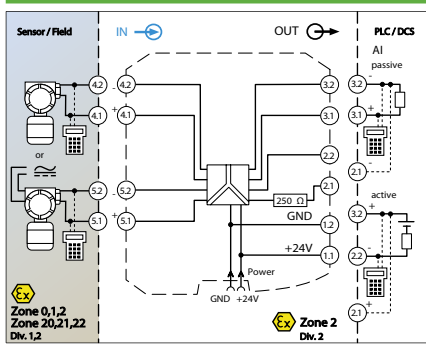 Sensor / Field
IN
OUT
PLC / DCS
AI
passive
4.2
4.2
-
3.2
3.2
-
4.1
+
4.1
3.1
3.1
+
or
2.2
2.1
5.2
-
5.2
2.1
250 Ω
active
GND
3.2
+
5.1
+
5.1
1.2
+24V
2.2
-
1.1
Power
GND
+24V
Ex
Zone 0,1,2
Zone 20,21,22
Div. 1,2
Ex
Zone 2
Div. 2
+
2.1